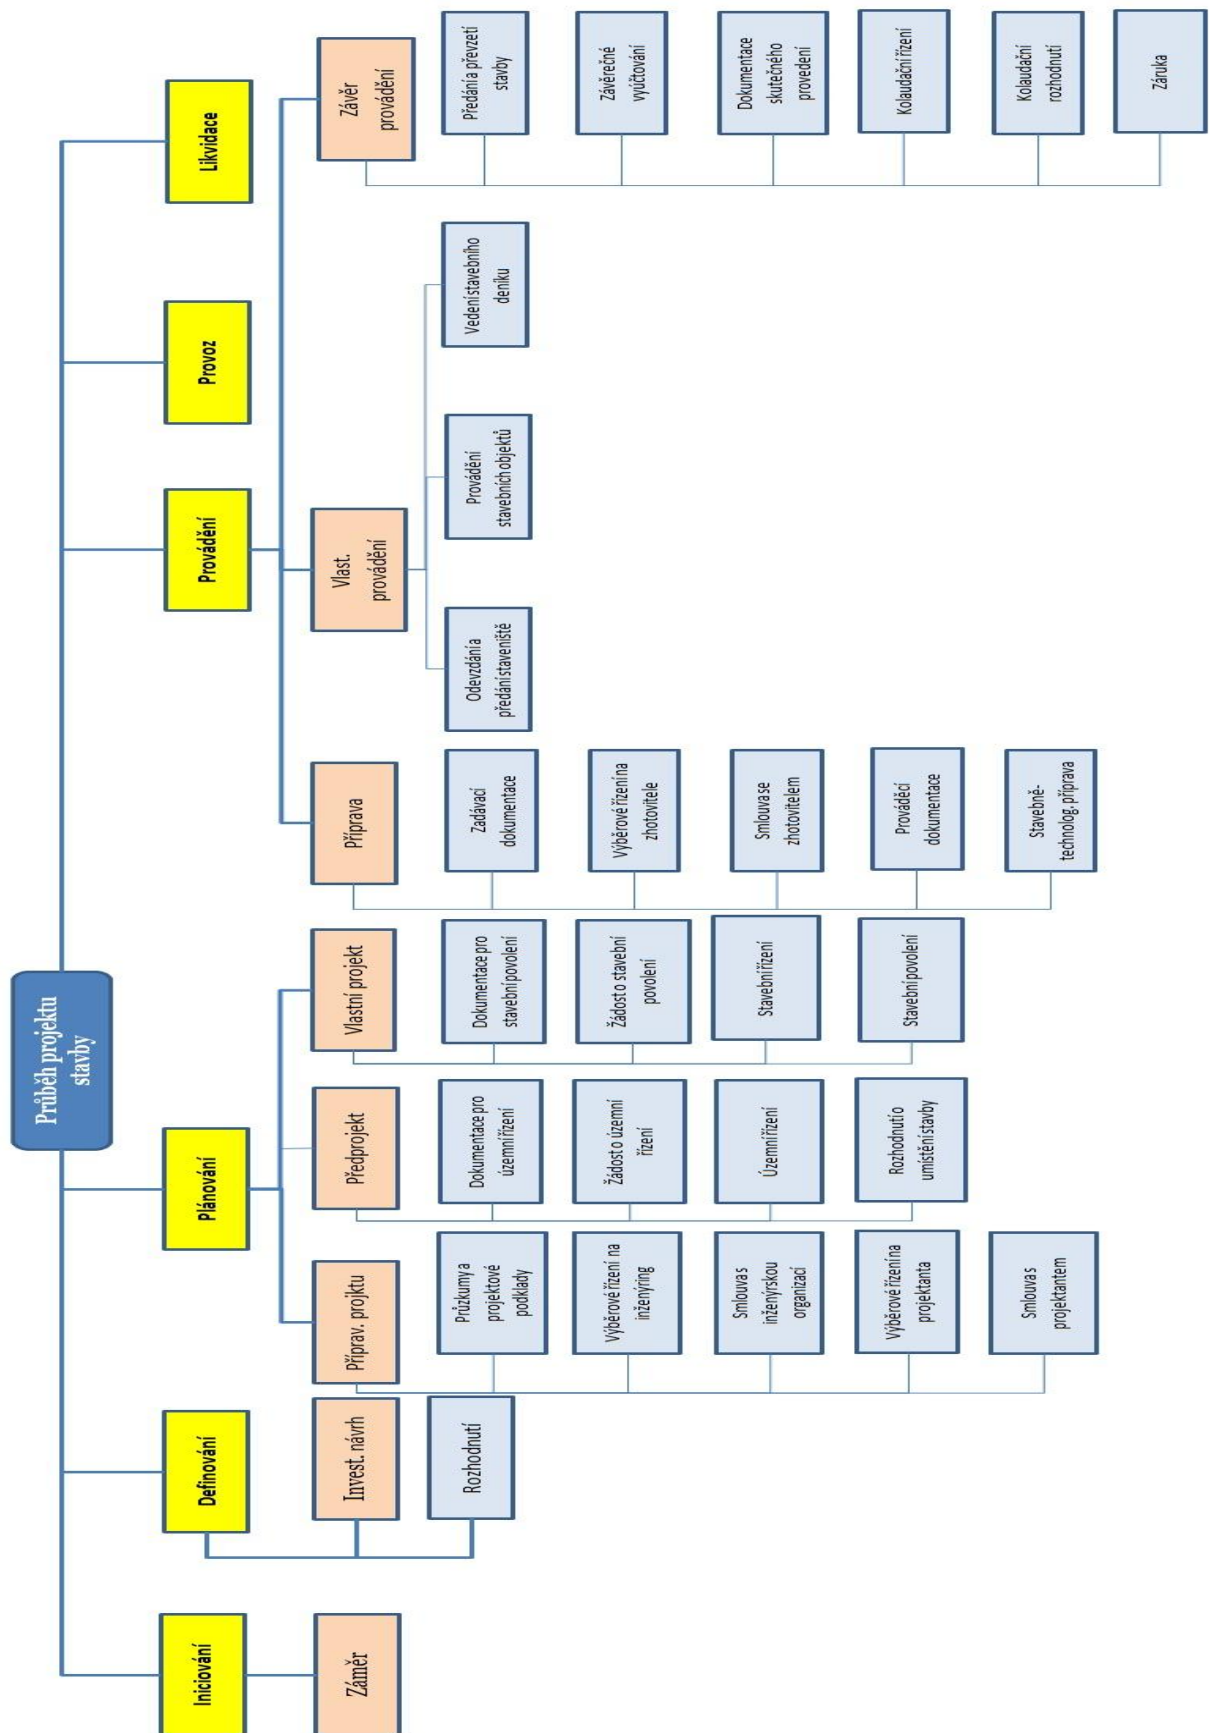 Průběh projektu
stavby
Iniciování
Definování
Plánování
Provádění
Provoz
Likvidace
Záměr
Invest. návrh
Rozhodnutí
Příprav. projktu
Průzkumy a
projektové
podklady
Výběrové řízení na
inženýring
Smlouva s
inženýrskou
organizací
Výběrové řízení na
projektanta
Smlouva s
projektantem
Předprojekt
Dokumentace pro
územní řízení
Žádost o územní
řízení
Územní řízení
Rozhodnutí o
umístění stavby
Vlastní projekt
Dokumentace pro
stavební povolení
Žádost o stavební
povolení
Stavební řízení
Stavební povolení
Příprava
Zadávací
dokumentace
Výběrové řízení na
zhotovitele
Smlouva se
zhotovitelem
Prováděcí
dokumentace
Stavebně-
technolog. příprava
Vlast.
provádění
Odevzdání a
předání staveniště
Provádění
stavebních objektů
Vedení stavebního
deníku
Závěr
provádění
Předání a převzetí
stavby
Závěrečné
vyúčtování
Dokumentace
skutečného
provedení
Kolaudační řízení
Kolaudační
rozhodnutí
Záruka